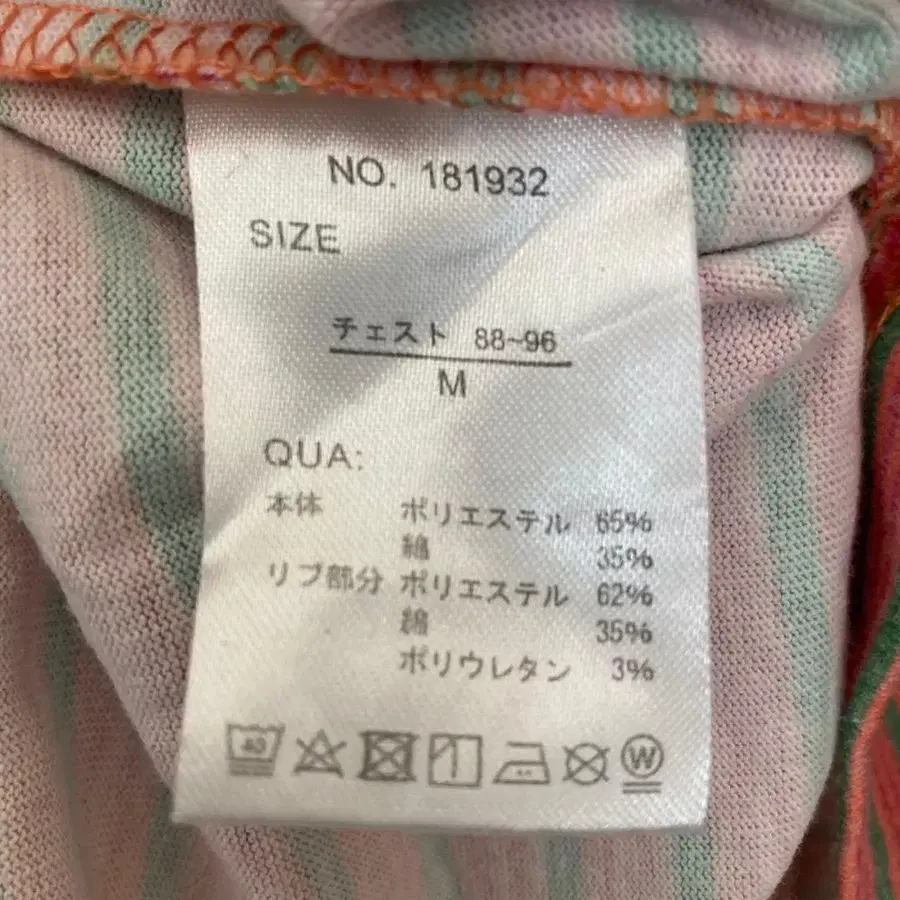 NO. 181932
SIZE
チェスト 88~96
M
QUA:
本体 ポリエステル 65%
綿 35%
リブ部分 ポリエステル 62%
綿 35%
ポリウレタン 3%
40
W